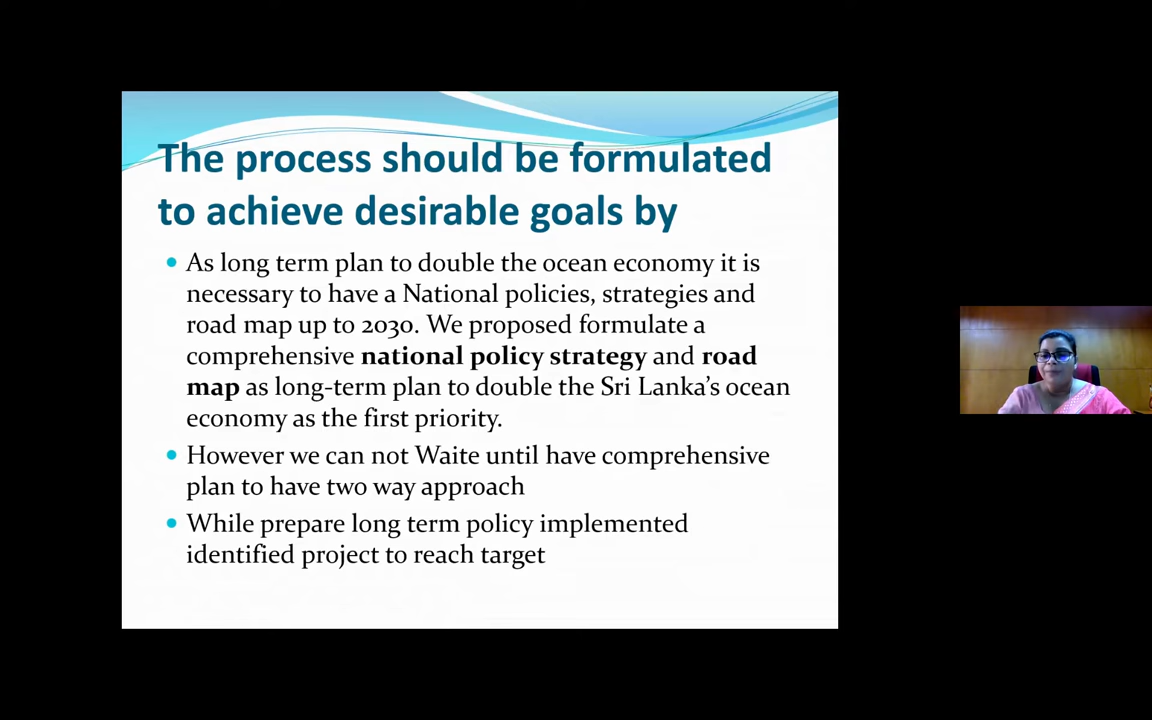 The process should be formulated
to achieve desirable goals by
As long term plan to double the ocean economy it is
necessary to have a National policies, strategies and
road map up to 2030. We proposed formulate a
comprehensive national policy strategy and road
map as long-term plan to double the Sri Lanka's ocean
economy as the first priority.
However we can not Waite until have comprehensive
plan to have two way approach
While prepare long term policy implemented
identified project to reach target